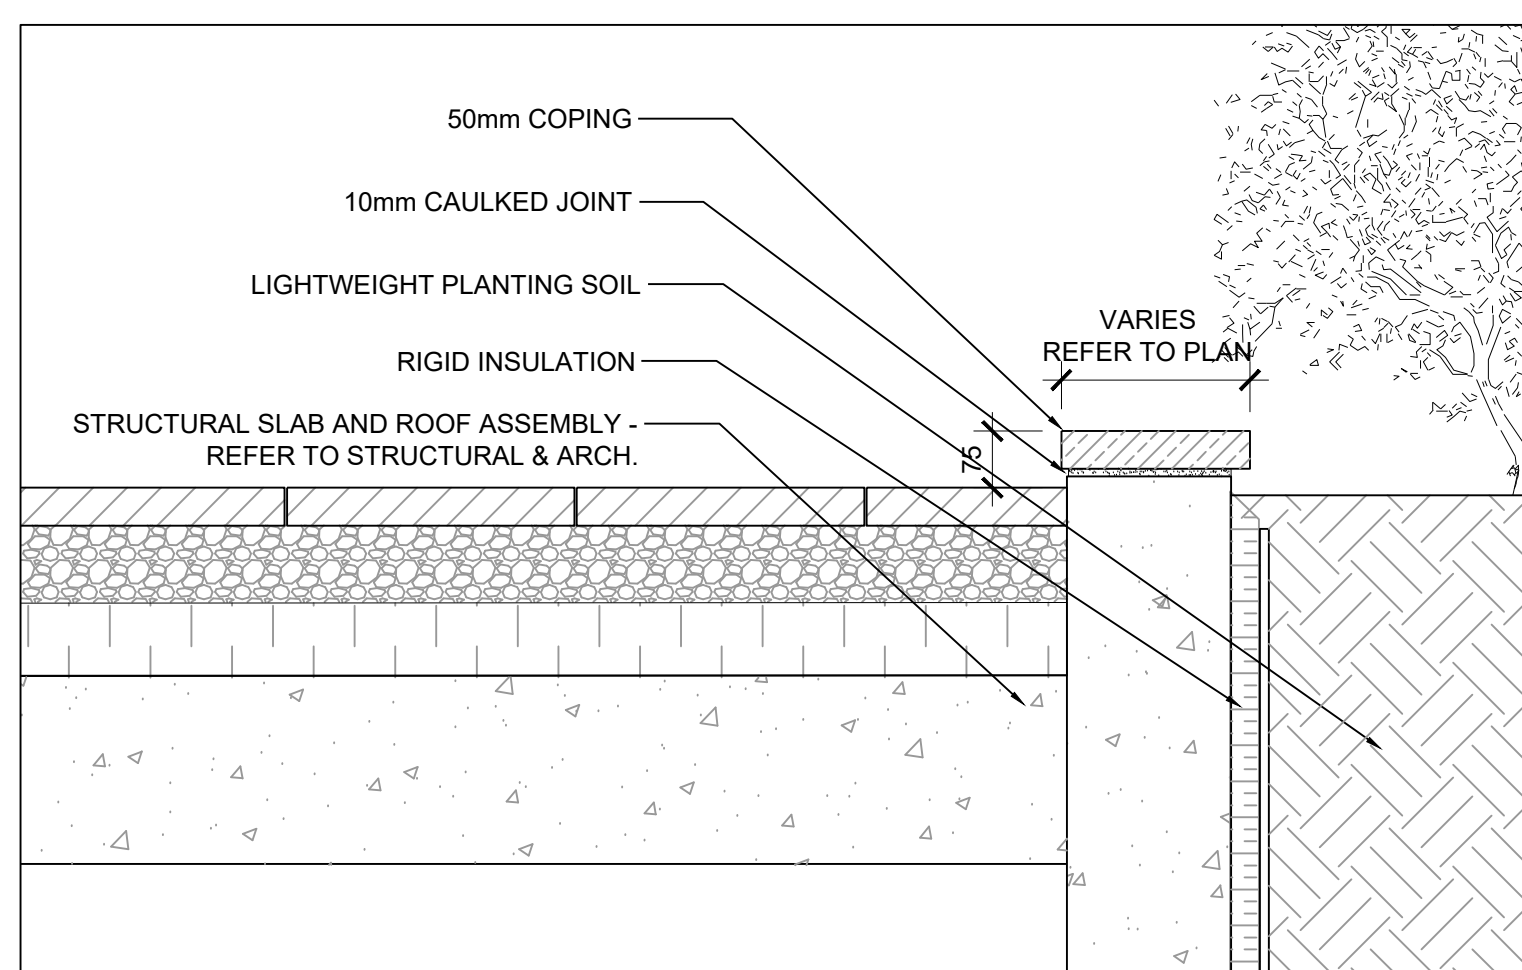 50mm COPING
10mm CAULKED JOINT
LIGHTWEIGHT PLANTING SOIL
RIGID INSULATION
STRUCTURAL SLAB AND ROOF ASSEMBLY -
REFER TO STRUCTURAL & ARCH.
VARIES
REFER TO PLAN
75